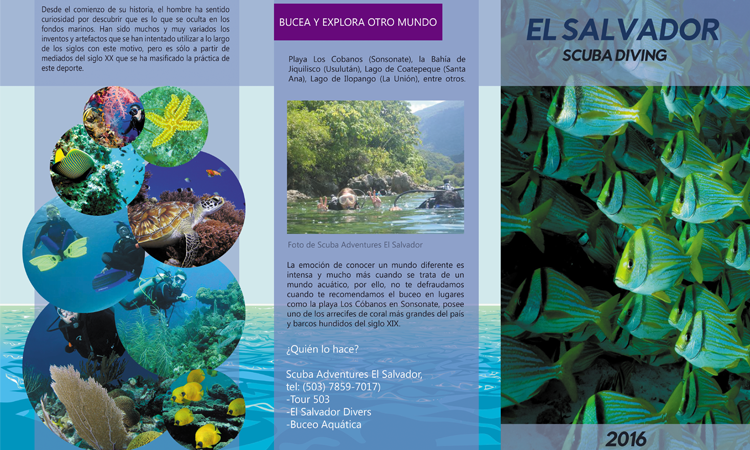 Desde el comienzo de su historia, el hombre ha sentido
curiosidad por descubrir que es lo que se oculta en los
fondos marinos. Han sido muchos y muy variados los
inventos y artefactos que se han intentado utilizar a lo largo
de los siglos con este motivo, pero es sólo a partir de
mediados del siglo XX que se ha masificado la práctica de
este deporte.
BUCEA Y EXPLORA OTRO MUNDO
Playa Los Cobanos (Sonsonate), la Bahía de
Jiquilisco (Usulután), Lago de Coatepeque (Santa
Ana), Lago de Ilopango (La Unión), entre otros.
Foto de Scuba Adventures El Salvador
La emoción de conocer un mundo diferente es
intensa y mucho más cuando se trata de un
mundo acuático, por ello, no te defraudamos
cuando te recomendamos el buceo en lugares
como la playa Los Cóbanos en Sonsonate, posee
uno de los arrecifes de coral más grandes del país
y barcos hundidos del siglo XIX.
¿Quién lo hace?
Scuba Adventures El Salvador,
tel: (503) 7859-7017)
-Tour 503
-El Salvador Divers
-Buceo Aquática
EL SALVADOR
SCUBA DIVING
2016